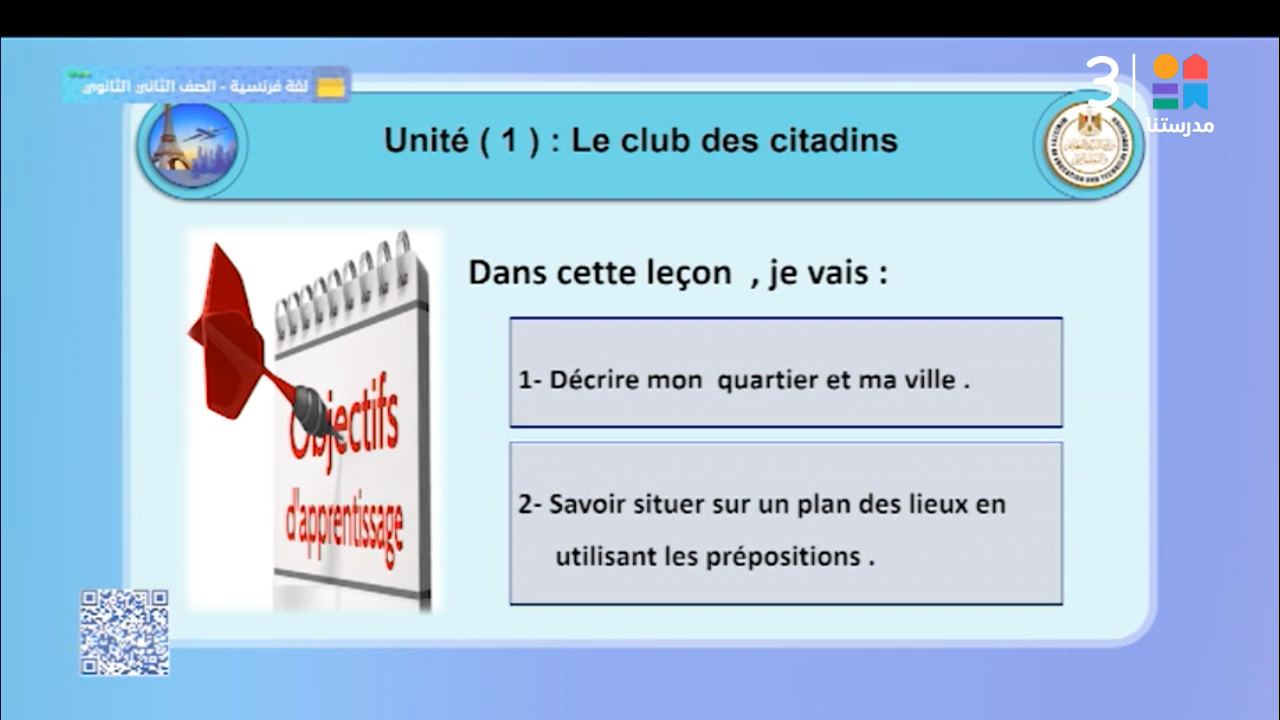 3
مدرستنا
لغة فرنسية - الصف الثاني الثانوي
Unité ( 1 ) : Le club des citadins
Dans cette leçon , je vais :
Objectifs
d'apprentissage
1- Décrire mon quartier et ma ville .
2- Savoir situer sur un plan des lieux en
utilisant les prépositions .